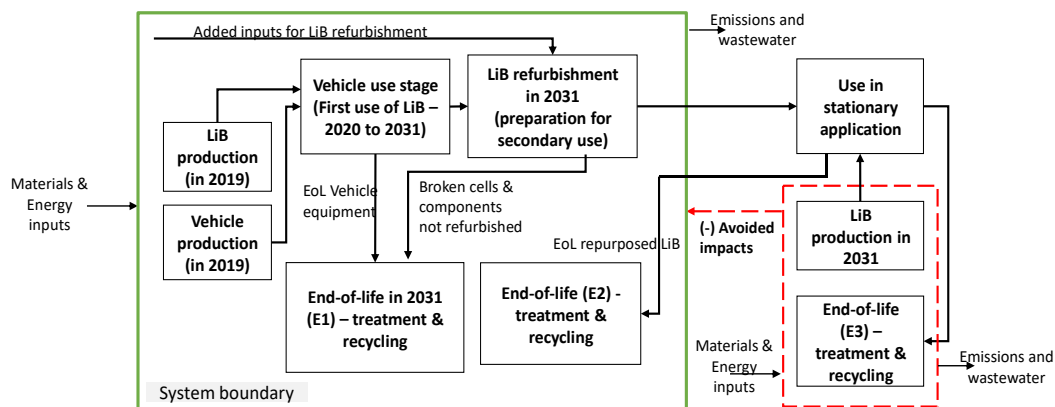 Added inputs for LiB refurbishment
Emissions and
wastewater
Vehicle use stage
(First use of LiB –
2020 to 2031)
LiB refurbishment
in 2031
(preparation for
secondary use)
Use in
stationary
application
LiB
production
(in 2019)
Materials &
Energy
inputs
Vehicle
production
(in 2019)
EoL Vehicle
equipment
Broken cells &
components
not refurbished
EoL repurposed LiB
(-) Avoided
impacts
LiB
production in
2031
End-of-life in 2031
(E1) – treatment &
recycling
End-of-life (E2) -
treatment &
recycling
End-of-life
(E3) –
treatment &
recycling
Materials &
Energy
inputs
Emissions and
wastewater
System boundary